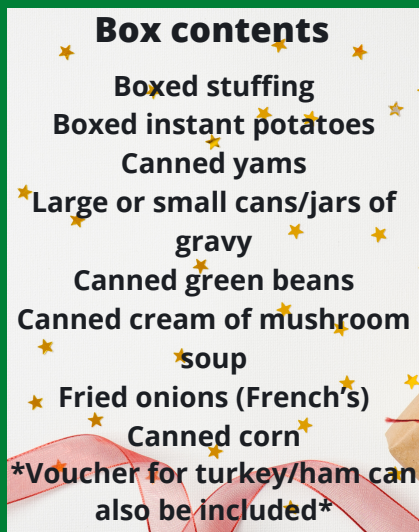 Box contents
Boxed stuffing
Boxed instant potatoes
Canned yams
Large or small cans/jars of
gravy
Canned green beans
Canned cream of mushroom
soup
Fried onions (French’s)
Canned corn
*Voucher for turkey/ham can
also be included*